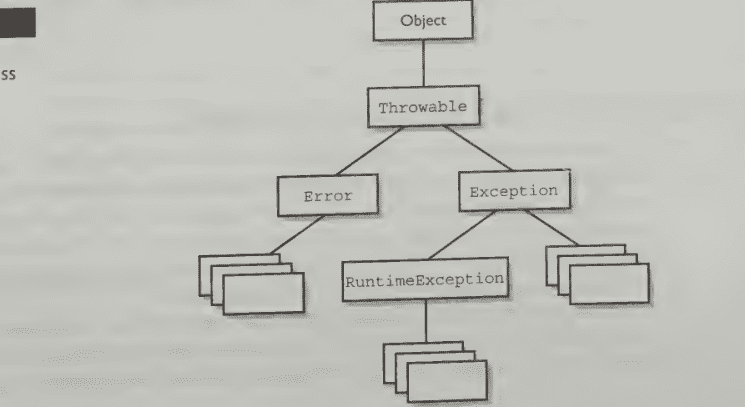 Object
ss
Throwable
Error
Exception
RuntimeException